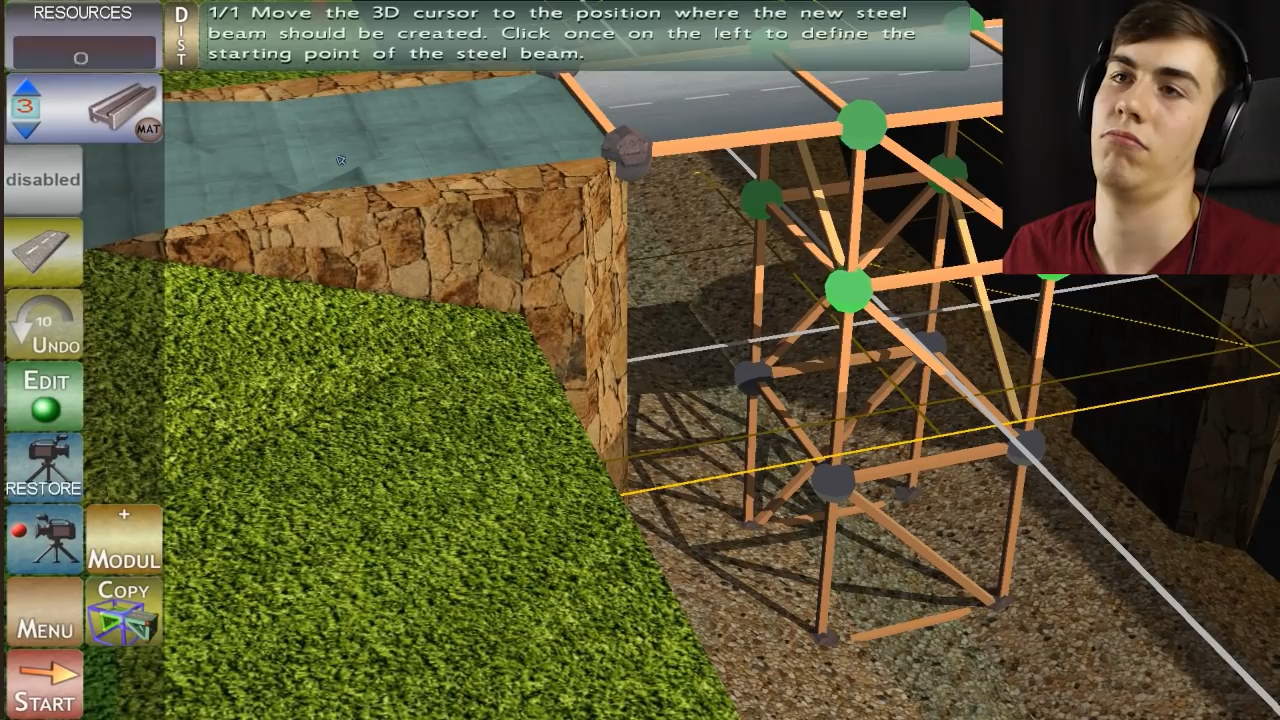 RESOURCES
0
DIST
1/1 Move the 3D cursor to the position where the new steel
beam should be created. Click once on the left to define the
starting point of the steel beam.
3
MAT
disabled
10
UNDO
EDIT
RESTORE
+
MODUL
MENU
COPY
START